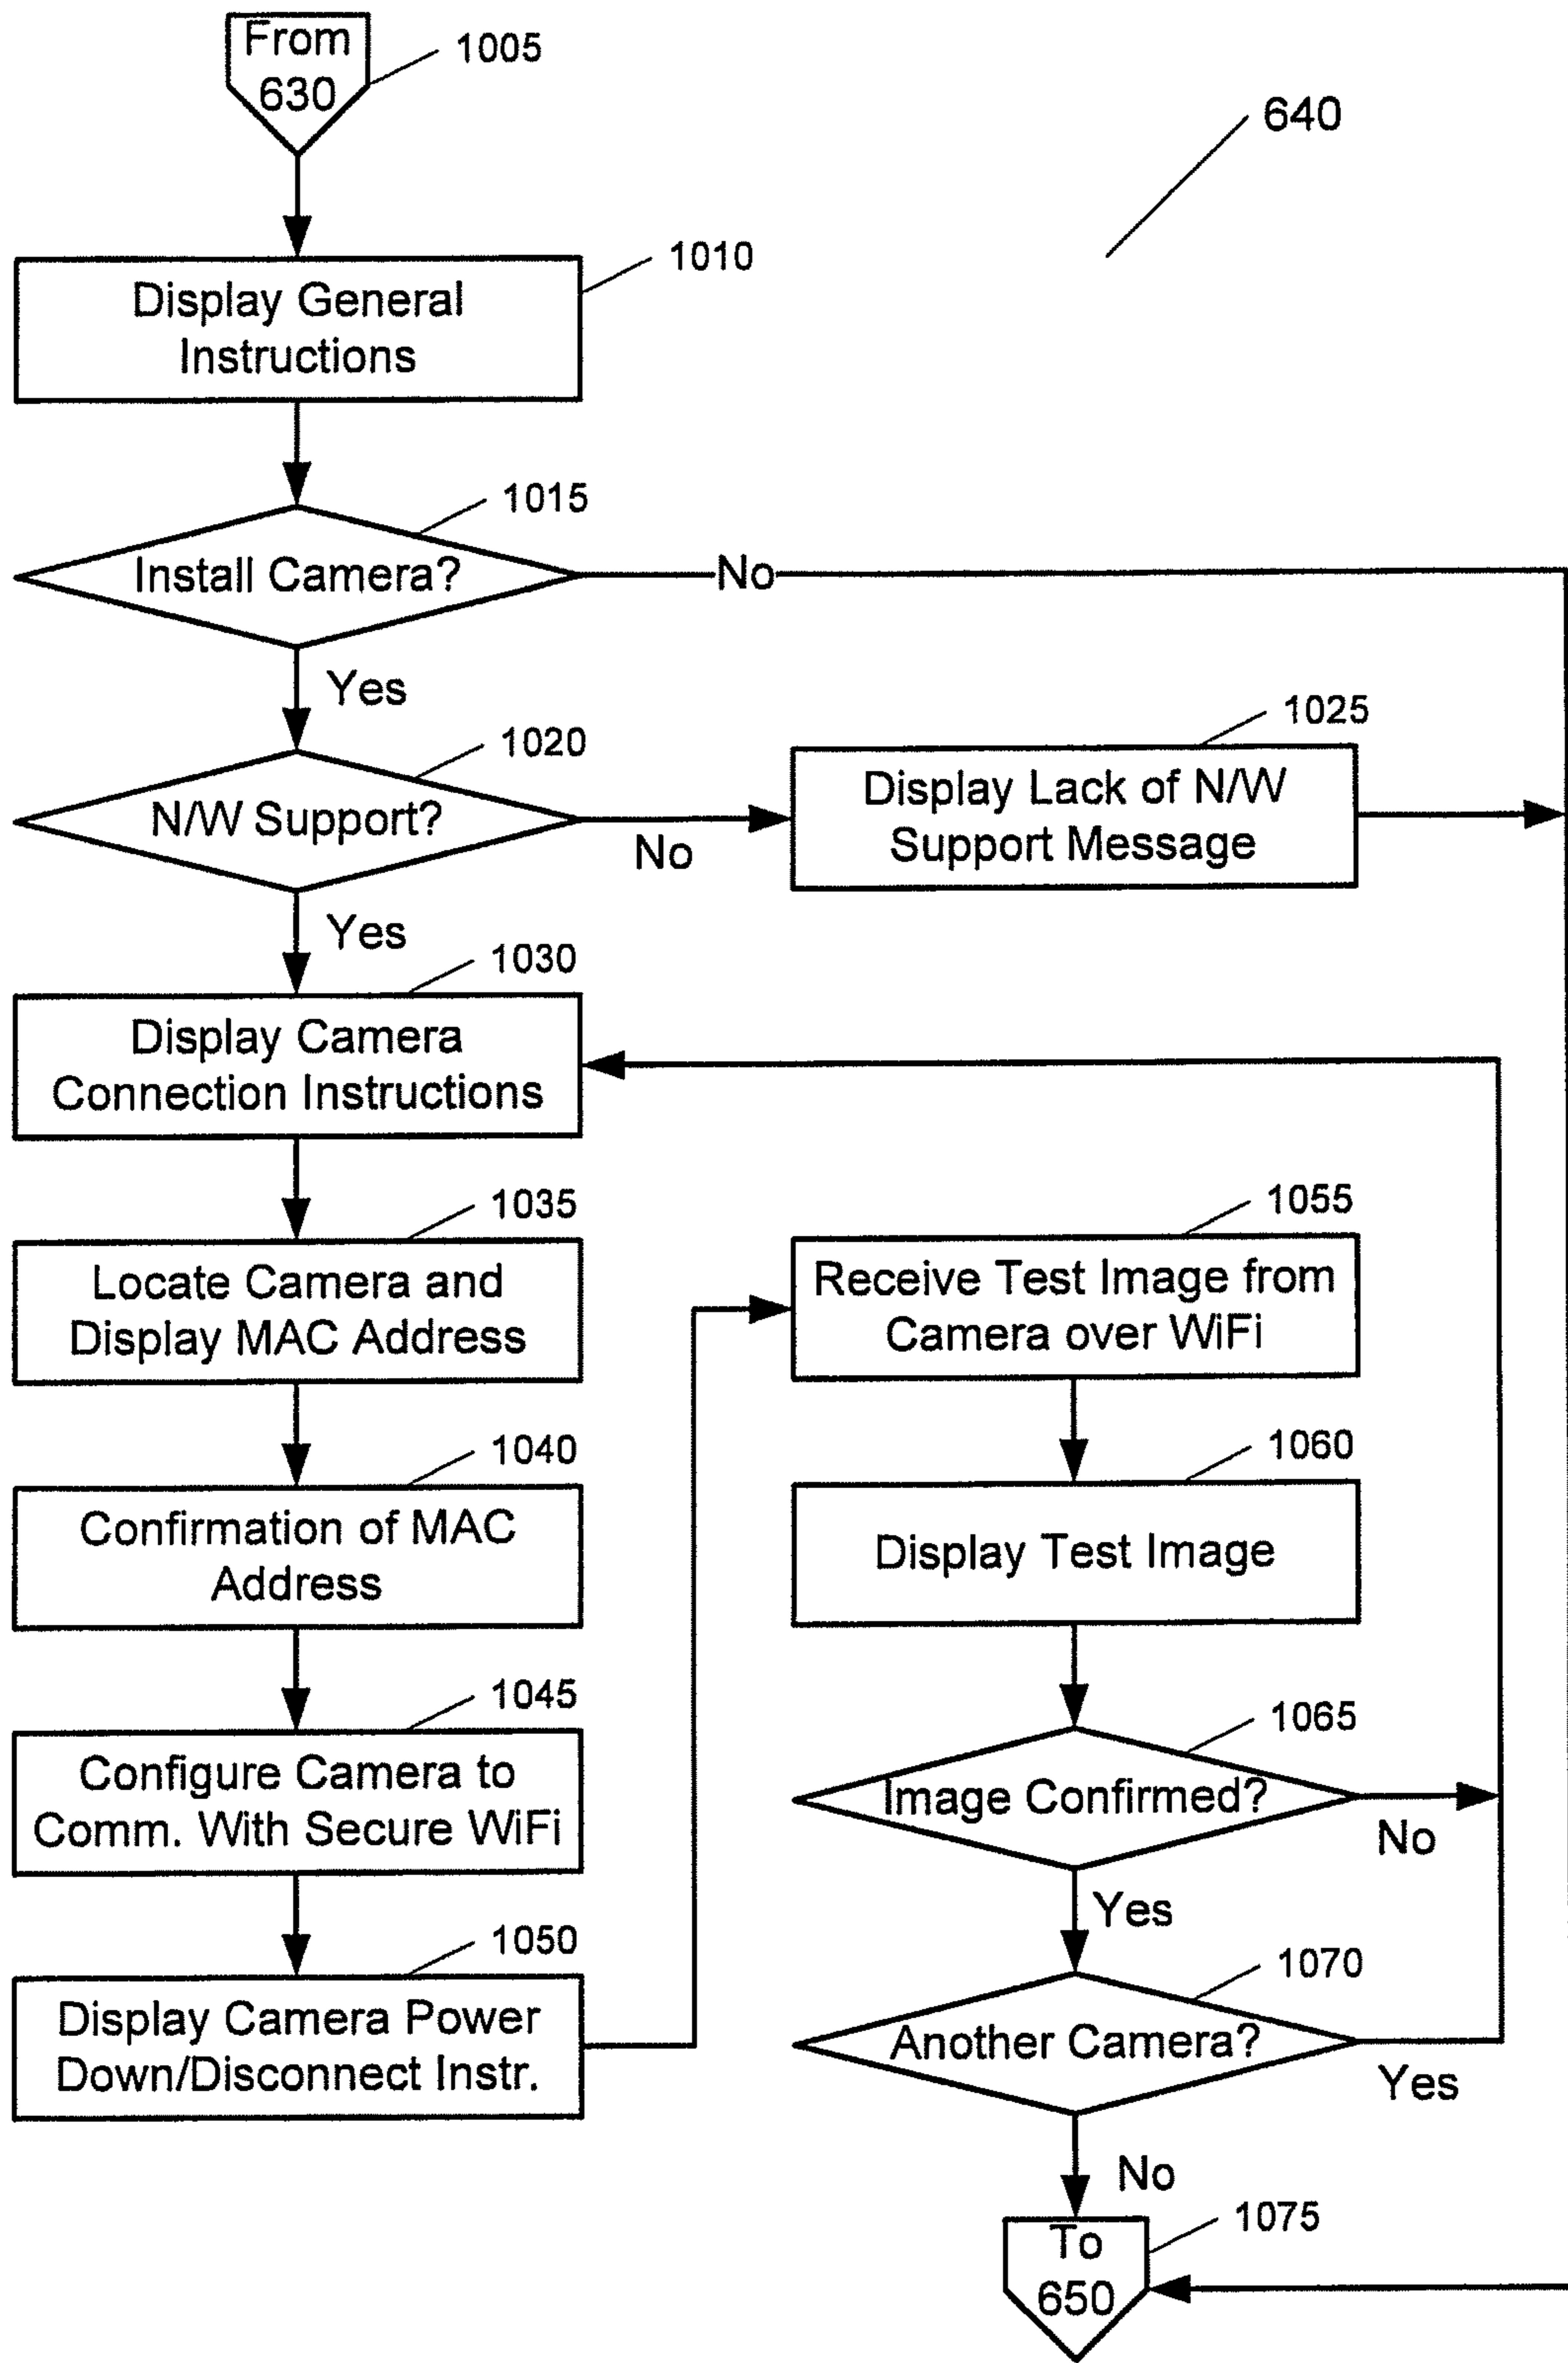 From
630
1005
640
1010
Display General
Instructions
1015
Install Camera?
No
Yes
1020
N/W Support?
No
1025
Display Lack of N/W
Support Message
Yes
1030
Display Camera
Connection Instructions
1035
Locate Camera and
Display MAC Address
1040
Confirmation of MAC
Address
1045
Configure Camera to
Comm. With Secure WiFi
1050
Display Camera Power
Down/Disconnect Instr.
1055
Receive Test Image from
Camera over WiFi
1060
Display Test Image
1065
Image Confirmed?
No
Yes
1070
Another Camera?
Yes
No
1075
To
650